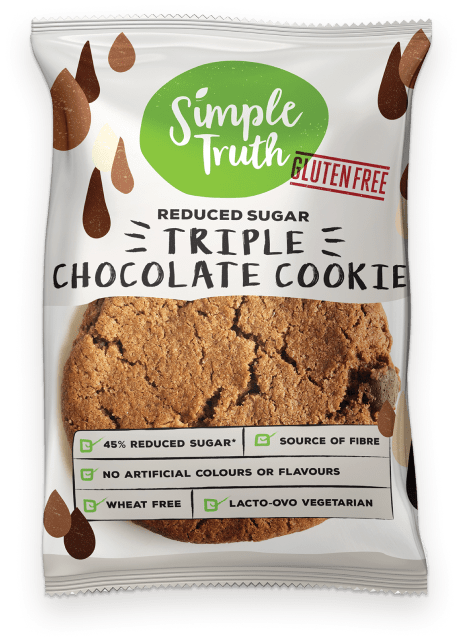 Simple
Truth
GLUTEN FREE
REDUCED SUGAR
TRIPLE
CHOCOLATE COOKIE
45% REDUCED SUGAR*
SOURCE OF FIBRE
NO ARTIFICIAL COLOURS OR FLAVOURS
WHEAT FREE
LACTO-OVO VEGETARIAN